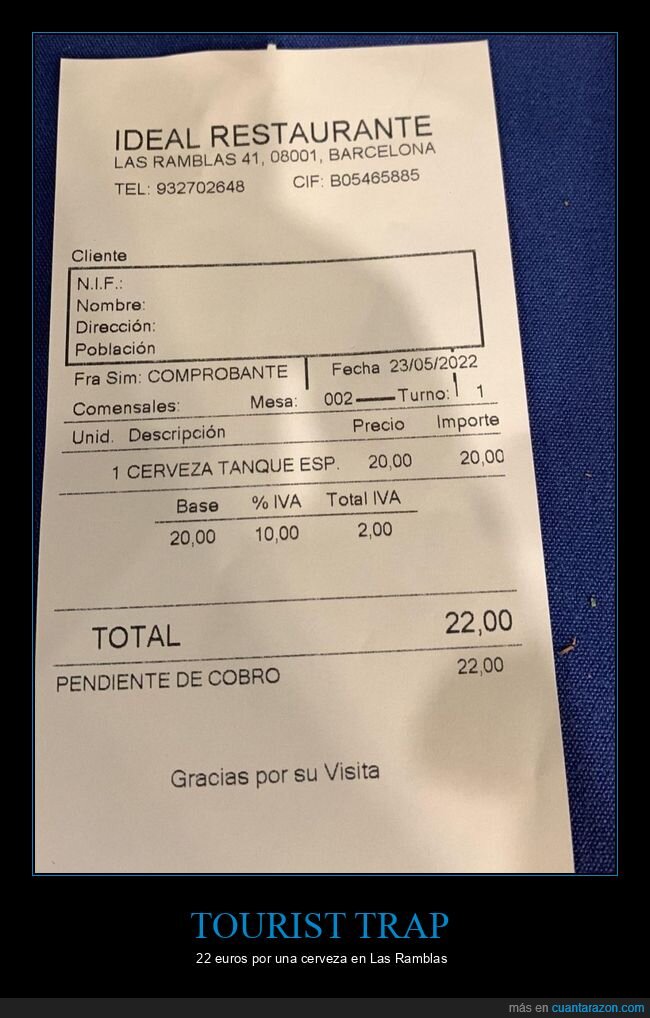 IDEAL RESTAURANTE
LAS RAMBLAS 41, 08001, BARCELONA
TEL: 932702648 CIF: B05465885
Cliente
N.I.F.:
Nombre:
Dirección:
Población
Fra Sim: COMPROBANTE Fecha 23/05/2022
Comensales: Mesa: 002 Turno: 1
Unid. Descripción Precio Importe
1 CERVEZA TANQUE ESP. 20,00 20,00
Base % IVA Total IVA
20,00 10,00 2,00
TOTAL 22,00
PENDIENTE DE COBRO 22,00
Gracias por su Visita
TOURIST TRAP
22 euros por una cerveza en Las Ramblas
más en cuantarazon.com